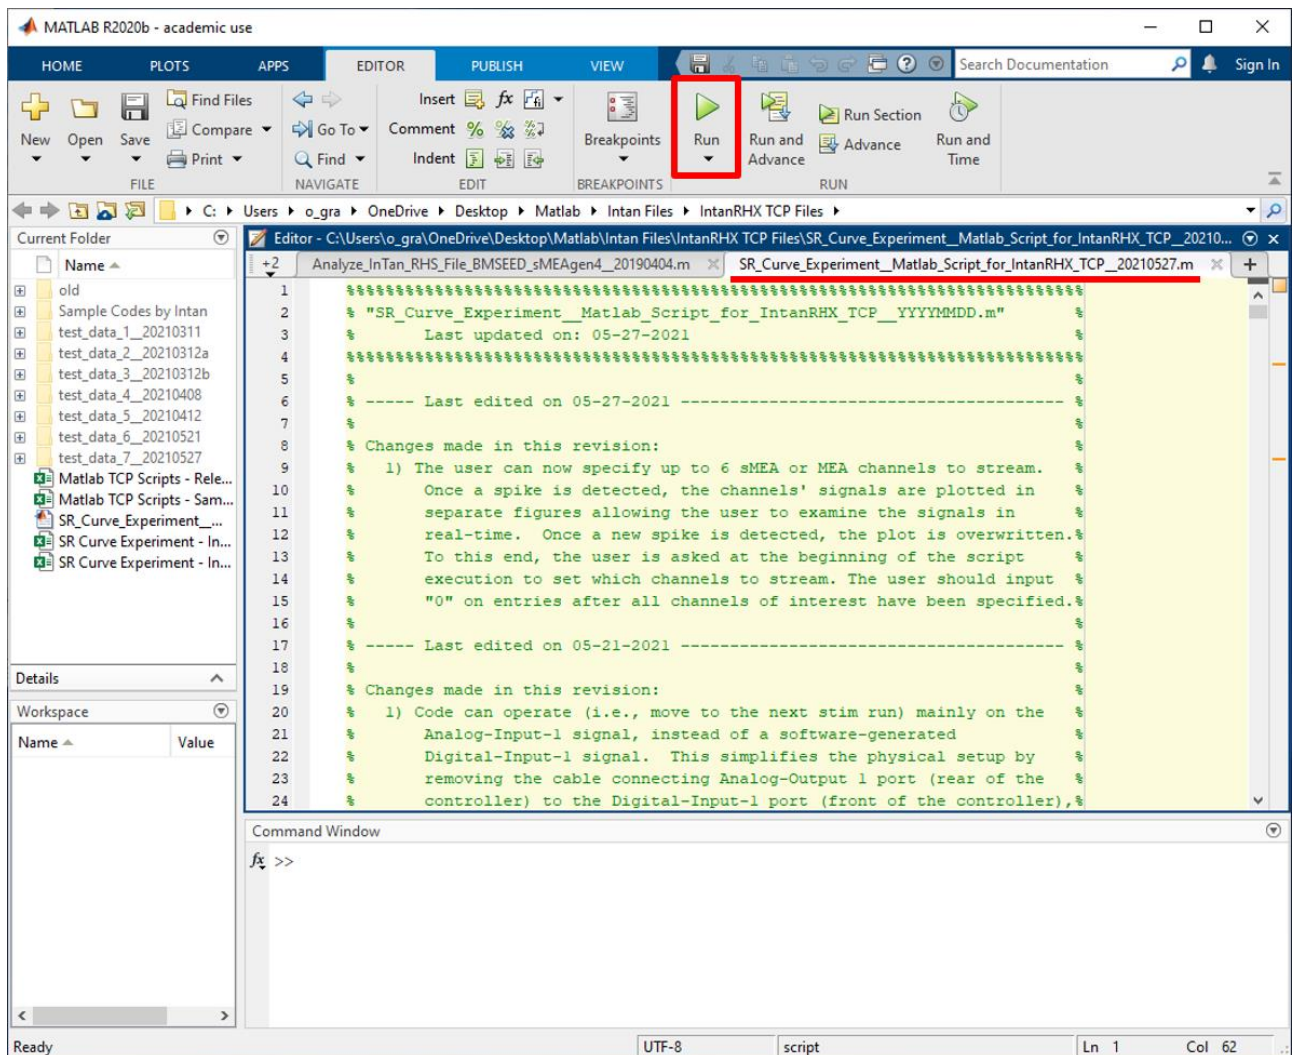 MATLAB R2020b - academic use
HOME PLOTS APPS EDITOR PUBLISH VIEW Search Documentation Sign In
New Open Save Find Files Compare Print
Go To Find
Insert fx
Comment %
Indent
Breakpoints
Run
Run and Advance
Run Section
Advance
Run and Time
FILE NAVIGATE EDIT BREAKPOINTS RUN
C: Users o_gra OneDrive Desktop Matlab Intan Files IntanRHX TCP Files
Current Folder
Name
old
Sample Codes by Intan
test_data_1__20210311
test_data_2__20210312a
test_data_3__20210312b
test_data_4__20210408
test_data_5__20210412
test_data_6__20210521
test_data_7__20210527
Matlab TCP Scripts - Rele...
Matlab TCP Scripts - Sam...
SR_Curve_Experiment__...
SR Curve Experiment - In...
SR Curve Experiment - In...
Details
Workspace
Name Value
Editor - C:\Users\o_gra\OneDrive\Desktop\Matlab\Intan Files\IntanRHX TCP Files\SR_Curve_Experiment__Matlab_Script_for_IntanRHX_TCP__20210...
+2 Analyze_InTan_RHS_File_BMSEED_sMEAgen4__20190404.m SR_Curve_Experiment__Matlab_Script_for_IntanRHX_TCP__20210527.m +
1 %%%%%%%%%%%%%%%%%%%%%%%%%%%%%%%%%%%%%%%%%%%%%%%%%%%%%%%%%%%%%%%%%%%%%%%%%%%
2 % "SR_Curve_Experiment__Matlab_Script_for_IntanRHX_TCP__YYYYMMDD.m" %
3 % Last updated on: 05-27-2021 %
4 %%%%%%%%%%%%%%%%%%%%%%%%%%%%%%%%%%%%%%%%%%%%%%%%%%%%%%%%%%%%%%%%%%%%%%%%%%%
5 % %
6 % ----- Last edited on 05-27-2021 --------------------------------------- %
7 % %
8 % Changes made in this revision: %
9 % 1) The user can now specify up to 6 sMEA or MEA channels to stream. %
10 % Once a spike is detected, the channels' signals are plotted in %
11 % separate figures allowing the user to examine the signals in %
12 % real-time. Once a new spike is detected, the plot is overwritten.%
13 % To this end, the user is asked at the beginning of the script %
14 % execution to set which channels to stream. The user should input %
15 % "0" on entries after all channels of interest have been specified.%
16 % %
17 % ----- Last edited on 05-21-2021 --------------------------------------- %
18 % %
19 % Changes made in this revision: %
20 % 1) Code can operate (i.e., move to the next stim run) mainly on the %
21 % Analog-Input-1 signal, instead of a software-generated %
22 % Digital-Input-1 signal. This simplifies the physical setup by %
23 % removing the cable connecting Analog-Output 1 port (rear of the %
24 % controller) to the Digital-Input-1 port (front of the controller),%
Command Window
fx >>
Ready UTF-8 script Ln 1 Col 62